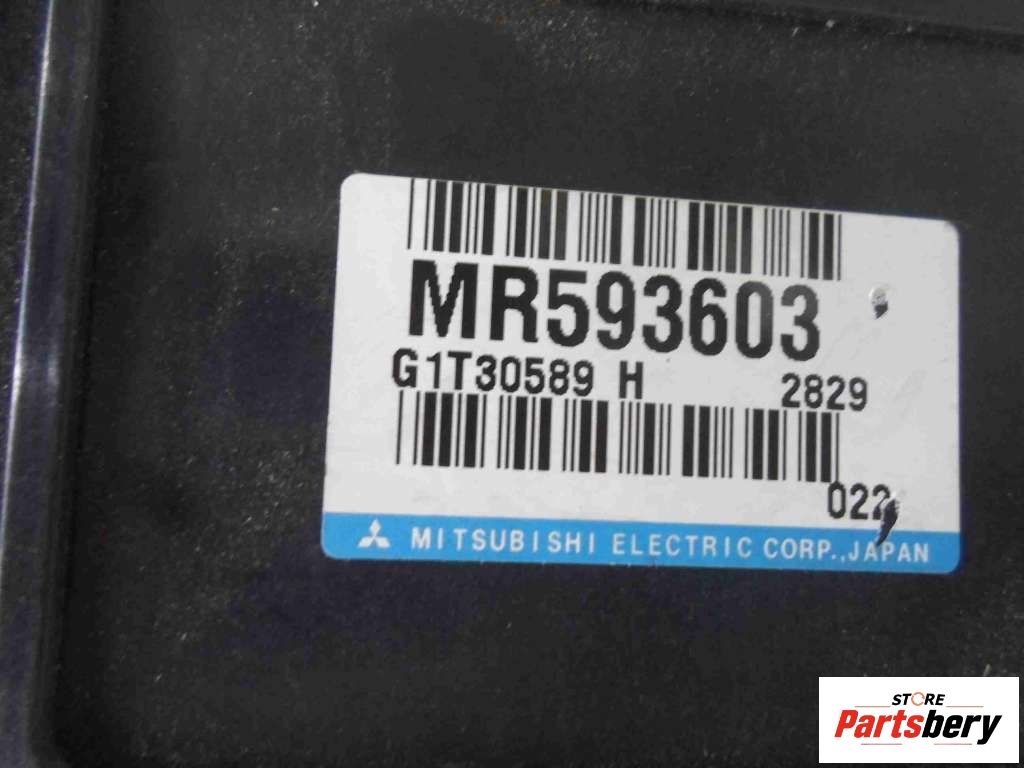 MR593603
G1T30589 H 2829
022
MITSUBISHI ELECTRIC CORP.,JAPAN
STORE
Partsbery